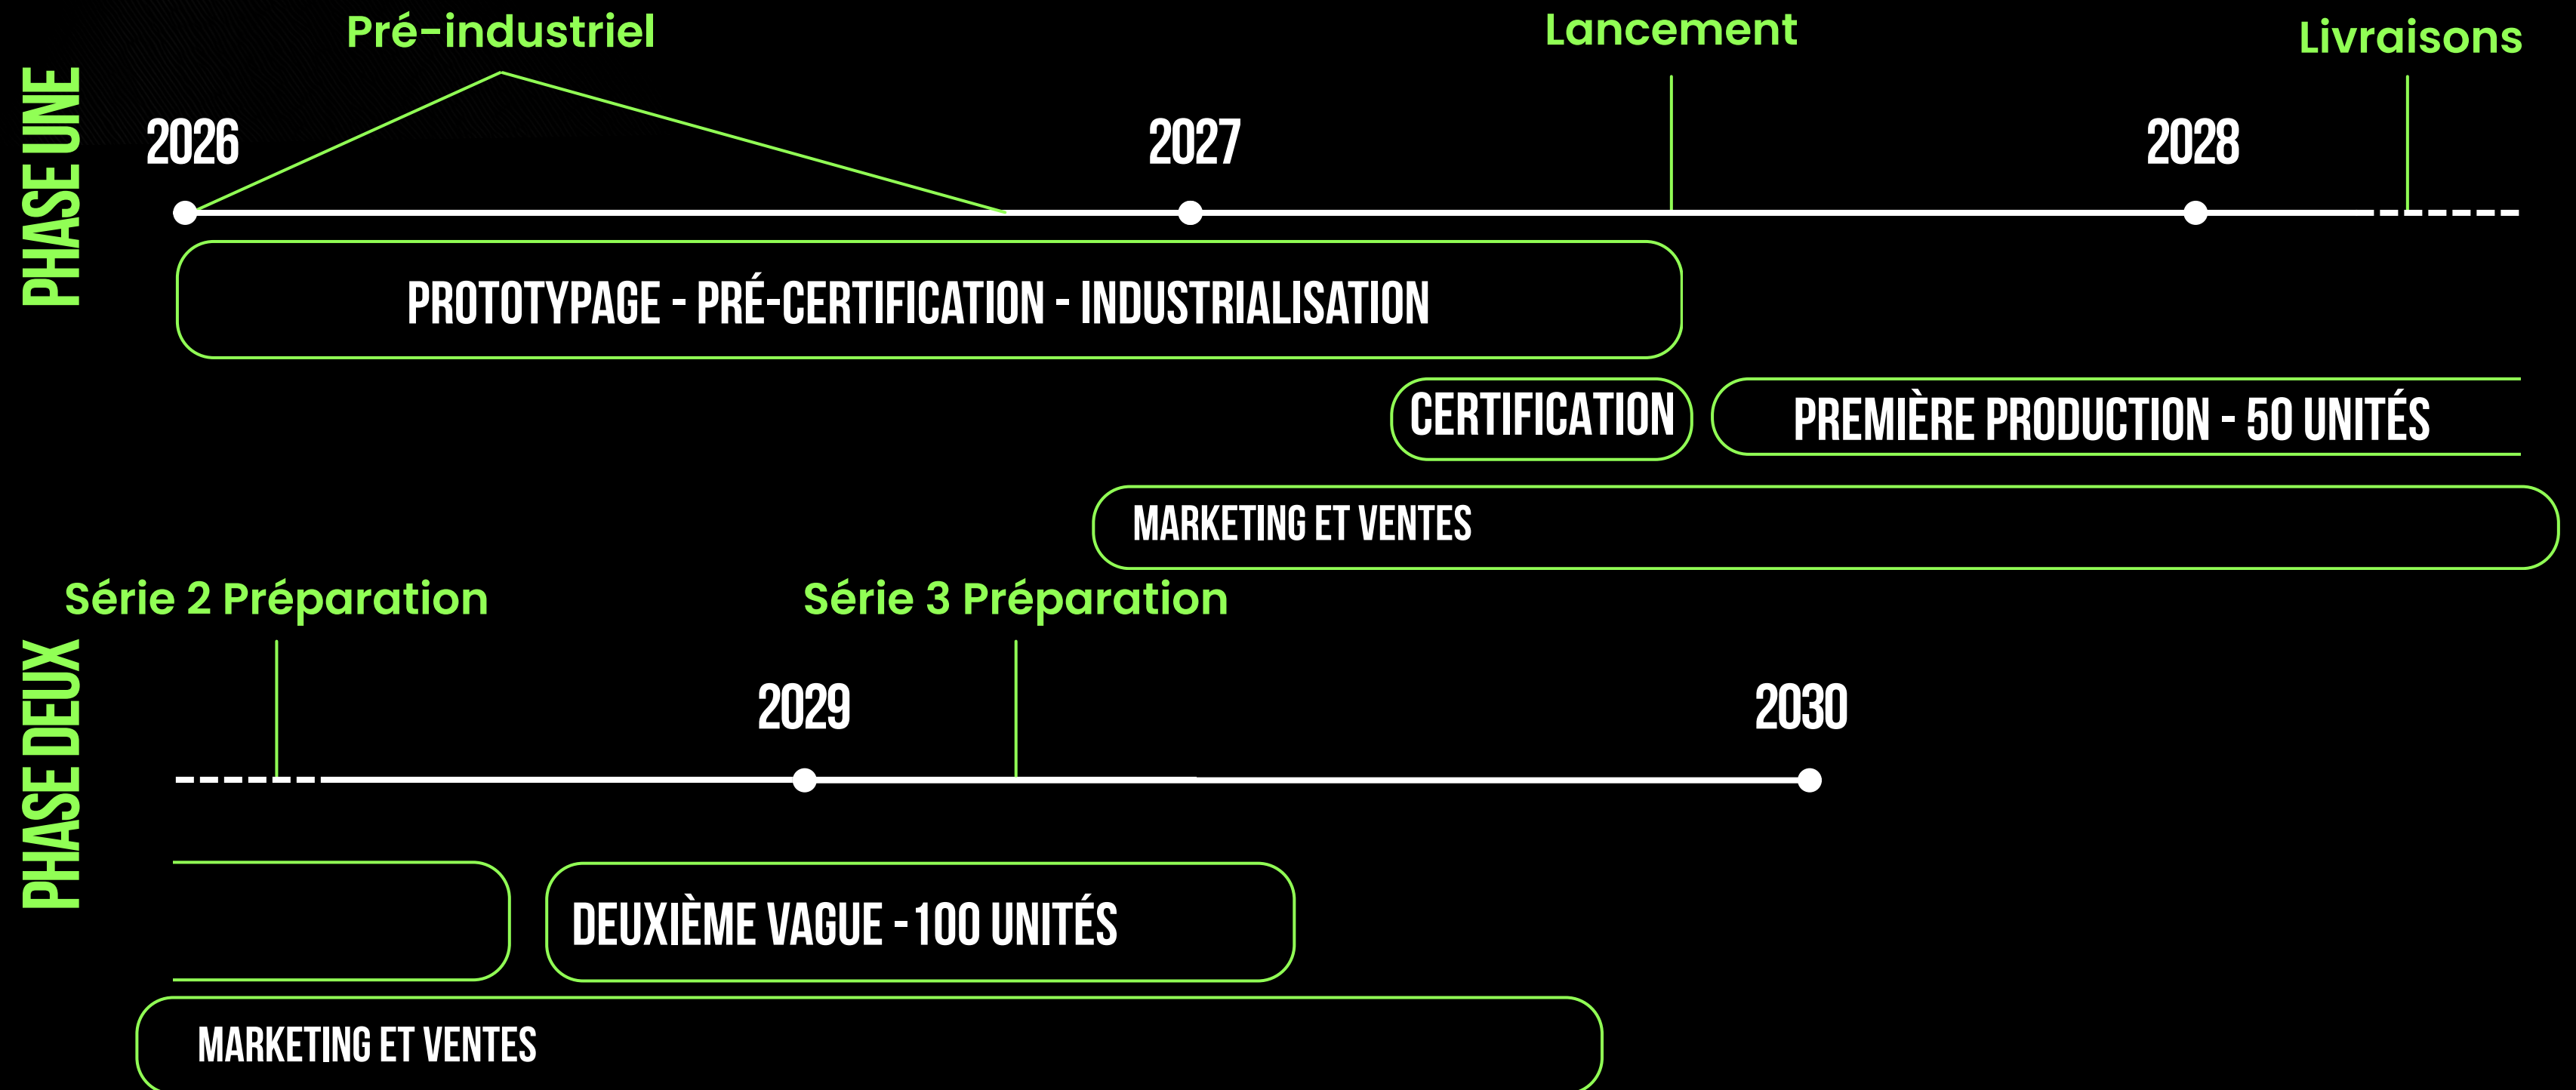 PHASE UNE
Pré-industriel
Lancement
Livraisons
2026
2027
2028
PROTOTYPAGE - PRÉ-CERTIFICATION - INDUSTRIALISATION
CERTIFICATION
PREMIÈRE PRODUCTION - 50 UNITÉS
MARKETING ET VENTES
PHASE DEUX
Série 2 Préparation
Série 3 Préparation
2029
2030
DEUXIÈME VAGUE -100 UNITÉS
MARKETING ET VENTES